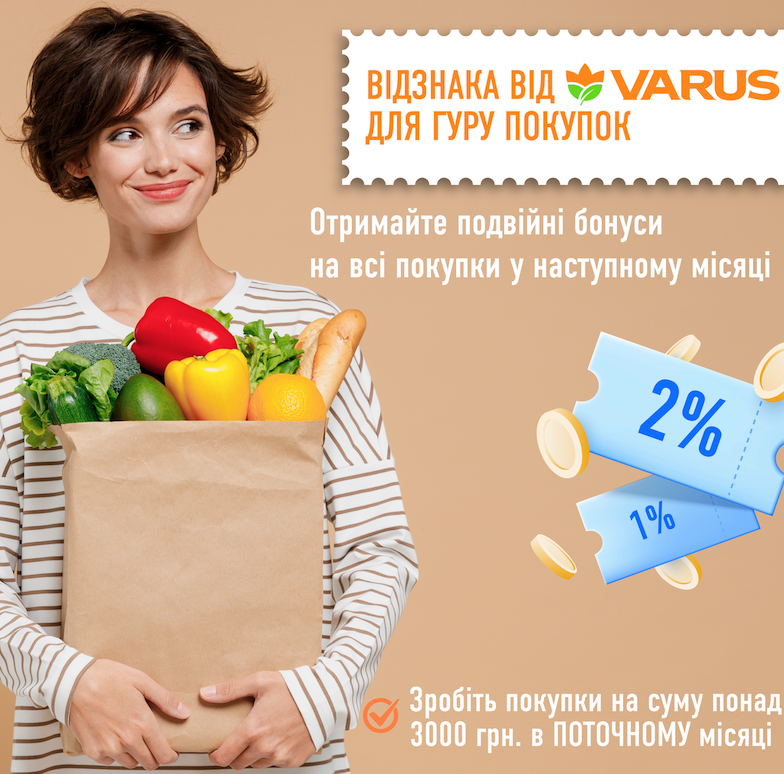 ВІДЗНАКА ВІД VARUS
ДЛЯ ГУРУ ПОКУПОК
Отримайте подвійні бонуси
на всі покупки у наступному місяці
2%
1%
Зробіть покупки на суму понад
3000 грн. в ПОТОЧНОМУ місяці